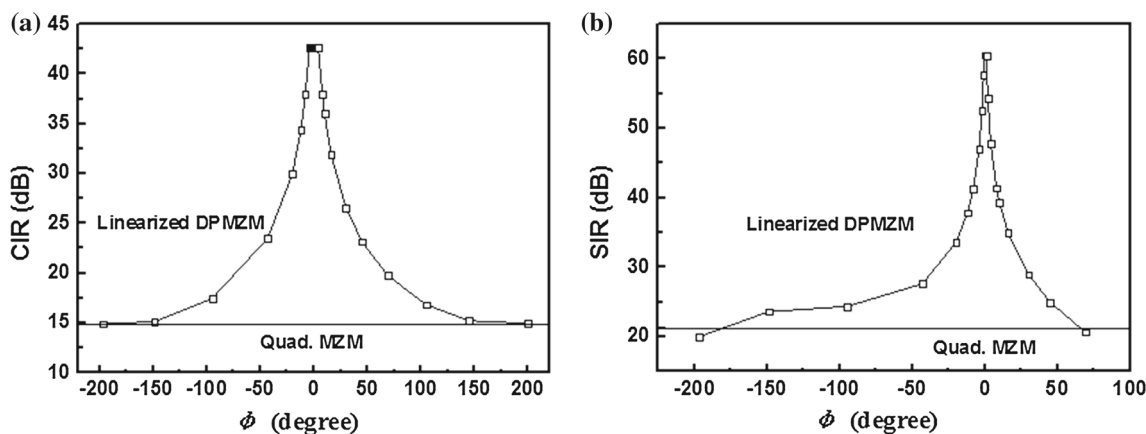 (a)
45
40
35
30
25
20
15
10
CIR (dB)
Linearized DPMZM
Quad. MZM
-200 -150 -100 -50 0 50 100 150 200
Φ (degree)
(b)
60
50
40
30
20
SIR (dB)
Linearized DPMZM
Quad. MZM
-200 -150 -100 -50 0 50 100
Φ (degree)